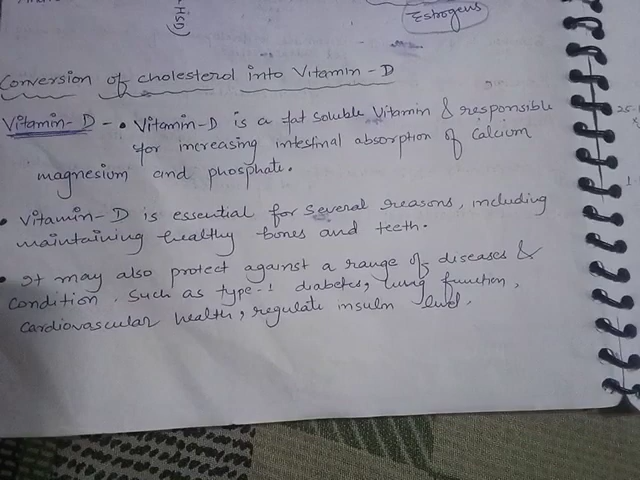 Estrogens
HSD)
Conversion of cholesterol into Vitamin-D
Vitamin-D - • Vitamin-D is a fat soluble Vitamin & responsible
for increasing intestinal absorption of Calcium
magnesium and phosphate.
• Vitamin-D is essential for several reasons, including
maintaining healthy bones and teeth.
• It may also protect against a range of diseases &
condition, such as type-1 diabetes, lung function,
cardiovascular health, regulate insulin level.